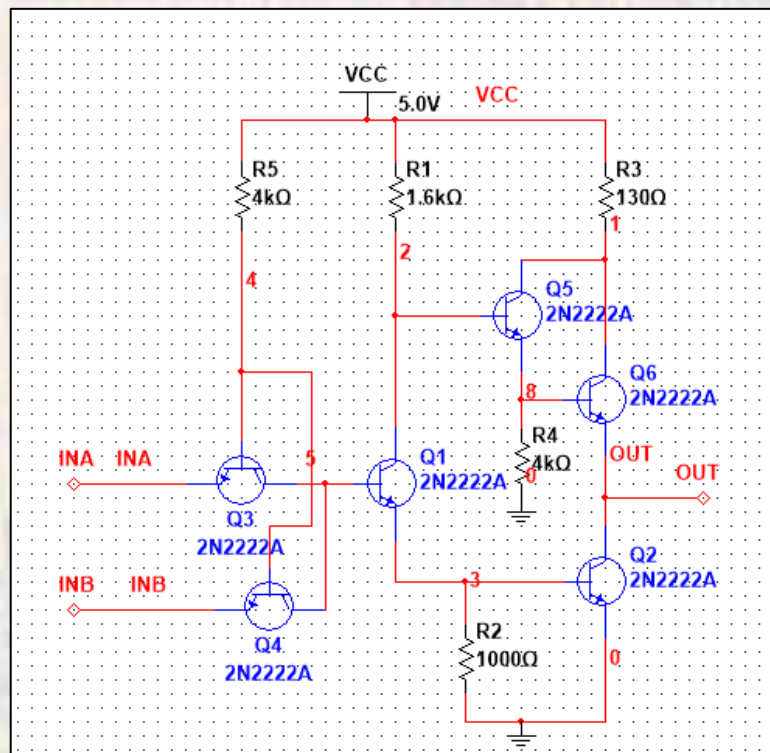 VCC
VCC
5.0V
R5
4kΩ
R1
1.6kΩ
R3
130Ω
1
2
4
Q5
2N2222A
Q6
2N2222A
8
R4
4kΩ
0
OUT
OUT
INA INA
5
Q1
2N2222A
Q3
2N2222A
INB INB
Q4
2N2222A
3
Q2
2N2222A
R2
1000Ω
0